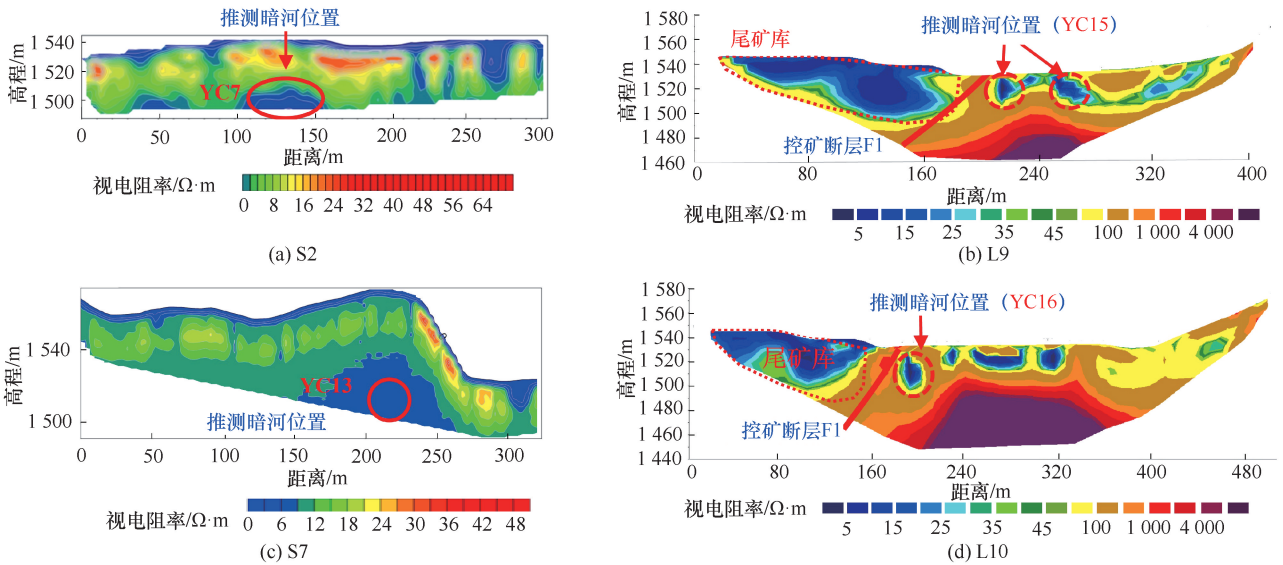 推测暗河位置
1 540
1 520
1 500
高程/m
YC7
0 50 100 150 200 250 300
距离/m
视电阻率/Ω·m
0 8 16 24 32 40 48 56 64
(a) S2
推测暗河位置（YC15）
尾矿库
1 560
1 540
1 520
1 500
1 480
1 460
高程/m
控矿断层F1
0 80 160 240 320 400
距离/m
视电阻率/Ω·m
5 15 25 35 45 100 1 000 4 000
(b) L9
1 540
1 500
高程/m
YC13
推测暗河位置
0 50 100 150 200 250 300
距离/m
视电阻率/Ω·m
0 6 12 18 24 30 36 42 48
(c) S7
推测暗河位置（YC16）
尾矿库
1 580
1 560
1 540
1 520
1 500
1 480
1 460
1 440
高程/m
控矿断层F1
0 80 160 240 320 400 480
距离/m
视电阻率/Ω·m
5 15 25 35 45 100 1 000 4 000
(d) L10